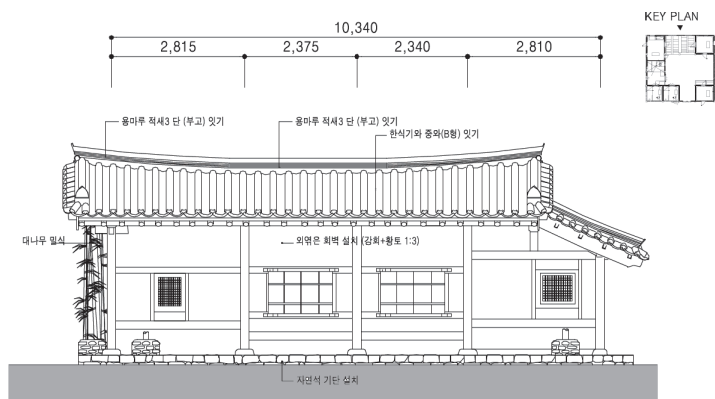 KEY PLAN
10,340
2,815
2,375
2,340
2,810
용마루 적새3 단 (부고) 잇기
용마루 적새3 단 (부고) 잇기
한식기와 중와(B형) 잇기
대나무 밀식
외엮은 회벽 설치 (강회+황토 1:3)
자연석 기단 설치